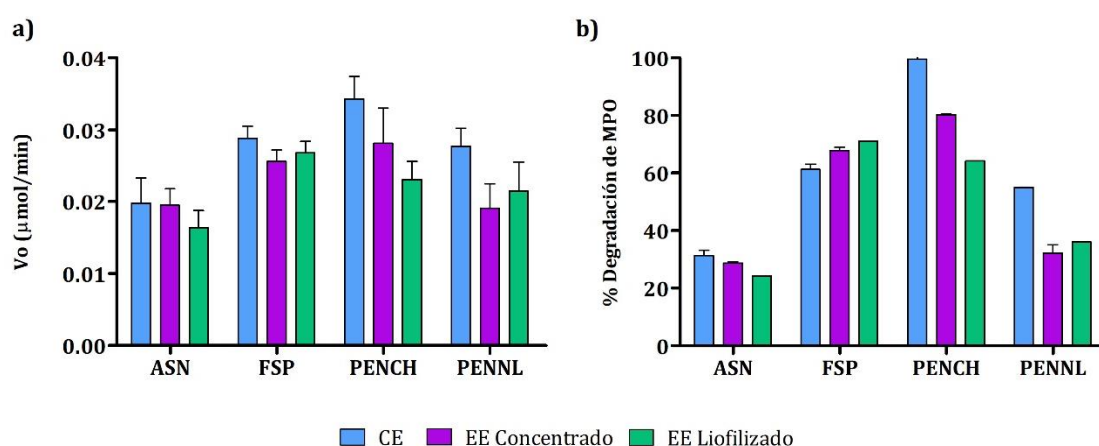 a)
Vo (µmol/min)
0.04
0.03
0.02
0.01
0.00
ASN FSP PENCH PENNL
b)
% Degradación de MPO
100
80
60
40
20
0
ASN FSP PENCH PENNL
CE EE Concentrado EE Liofilizado